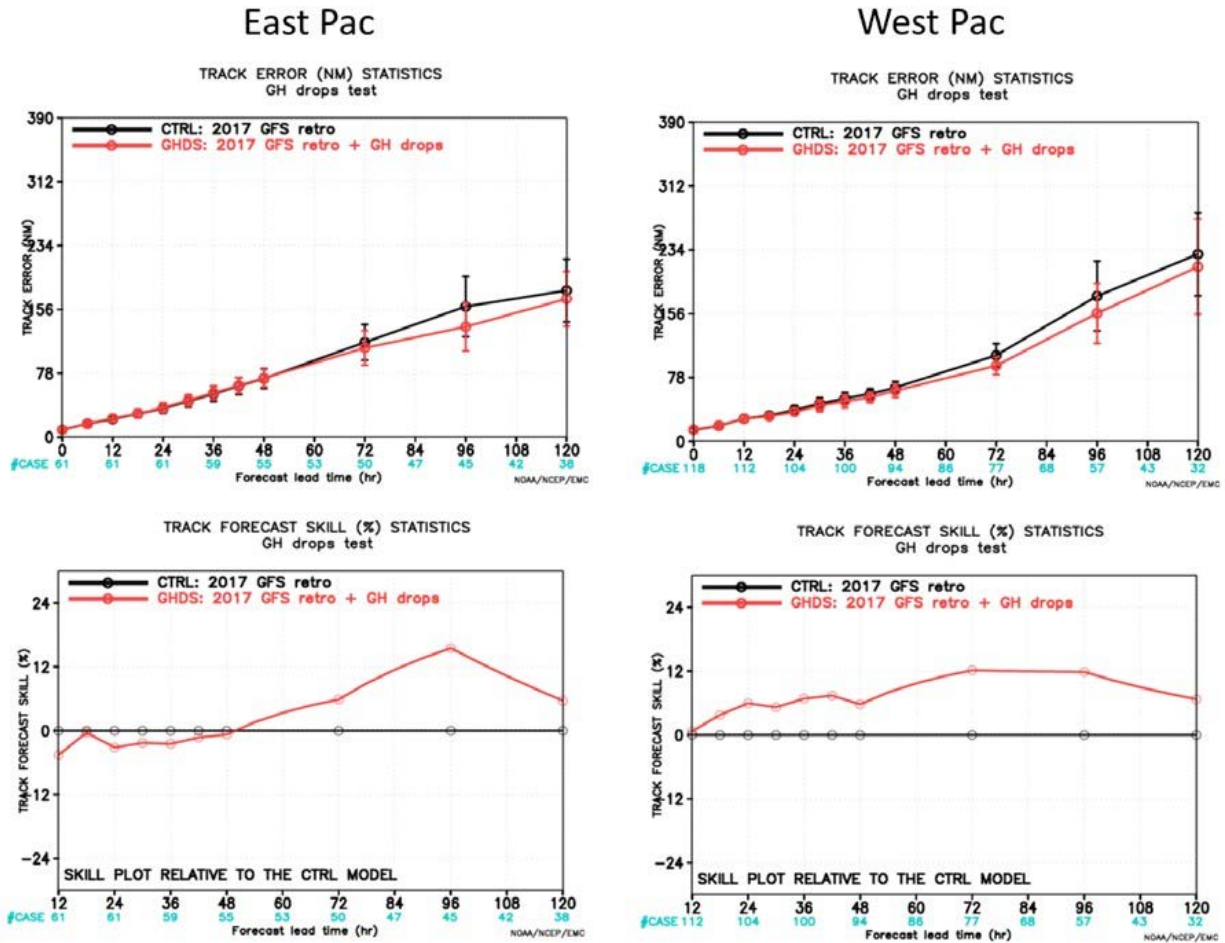 East Pac
TRACK ERROR (NM) STATISTICS
GH drops test
CTRL: 2017 GFS retro
GHDS: 2017 GFS retro + GH drops
TRACK ERROR (NM)
390
312
234
156
78
0
0 12 24 36 48 60 72 84 96 108 120
#CASE 61 61 61 59 55 53 50 47 45 42 38
Forecast lead time (hr)
NOAA/NCEP/EMC
West Pac
TRACK ERROR (NM) STATISTICS
GH drops test
CTRL: 2017 GFS retro
GHDS: 2017 GFS retro + GH drops
TRACK ERROR (NM)
390
312
234
156
78
0
0 12 24 36 48 60 72 84 96 108 120
#CASE 118 112 104 100 94 86 77 68 57 43 32
Forecast lead time (hr)
NOAA/NCEP/EMC
TRACK FORECAST SKILL (%) STATISTICS
GH drops test
CTRL: 2017 GFS retro
GHDS: 2017 GFS retro + GH drops
TRACK FORECAST SKILL (%)
24
12
0
-12
-24
SKILL PLOT RELATIVE TO THE CTRL MODEL
12 24 36 48 60 72 84 96 108 120
#CASE 61 61 59 55 53 50 47 45 42 38
Forecast lead time (hr)
NOAA/NCEP/EMC
TRACK FORECAST SKILL (%) STATISTICS
GH drops test
CTRL: 2017 GFS retro
GHDS: 2017 GFS retro + GH drops
TRACK FORECAST SKILL (%)
24
12
0
-12
-24
SKILL PLOT RELATIVE TO THE CTRL MODEL
12 24 36 48 60 72 84 96 108 120
#CASE 112 104 100 94 86 77 68 57 43 32
Forecast lead time (hr)
NOAA/NCEP/EMC